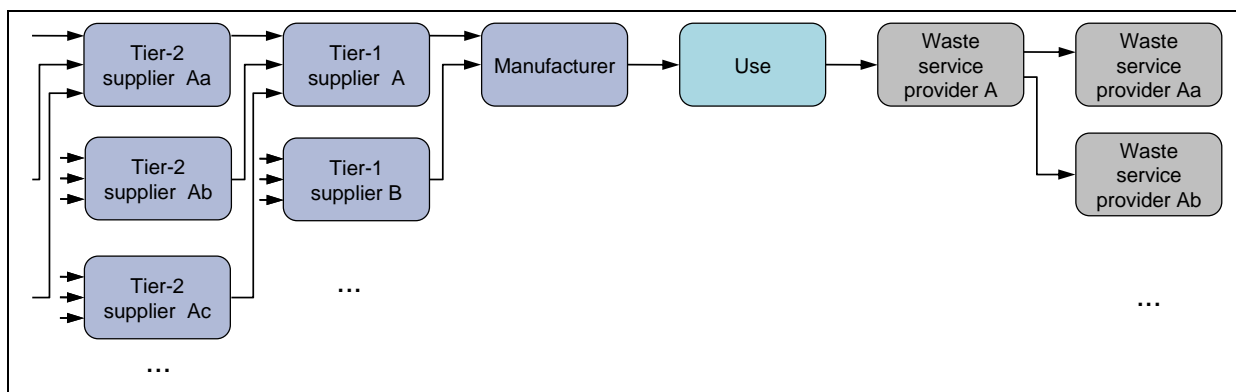 Tier-2
supplier Aa
Tier-1
supplier A
Manufacturer
Use
Waste
service
provider A
Waste
service
provider Aa
Tier-2
supplier Ab
Tier-1
supplier B
Waste
service
provider Ab
Tier-2
supplier Ac
...
...
...